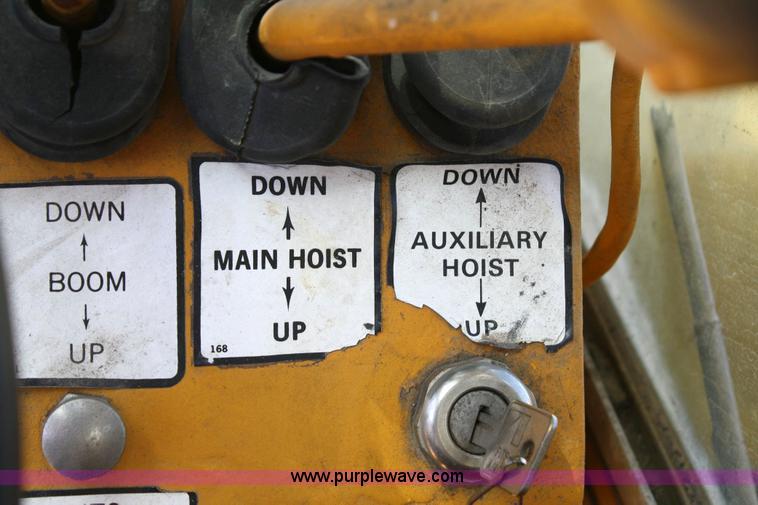 DOWN
BOOM
UP
DOWN
MAIN HOIST
UP
168
DOWN
AUXILIARY
HOIST
UP
www.purplewave.com